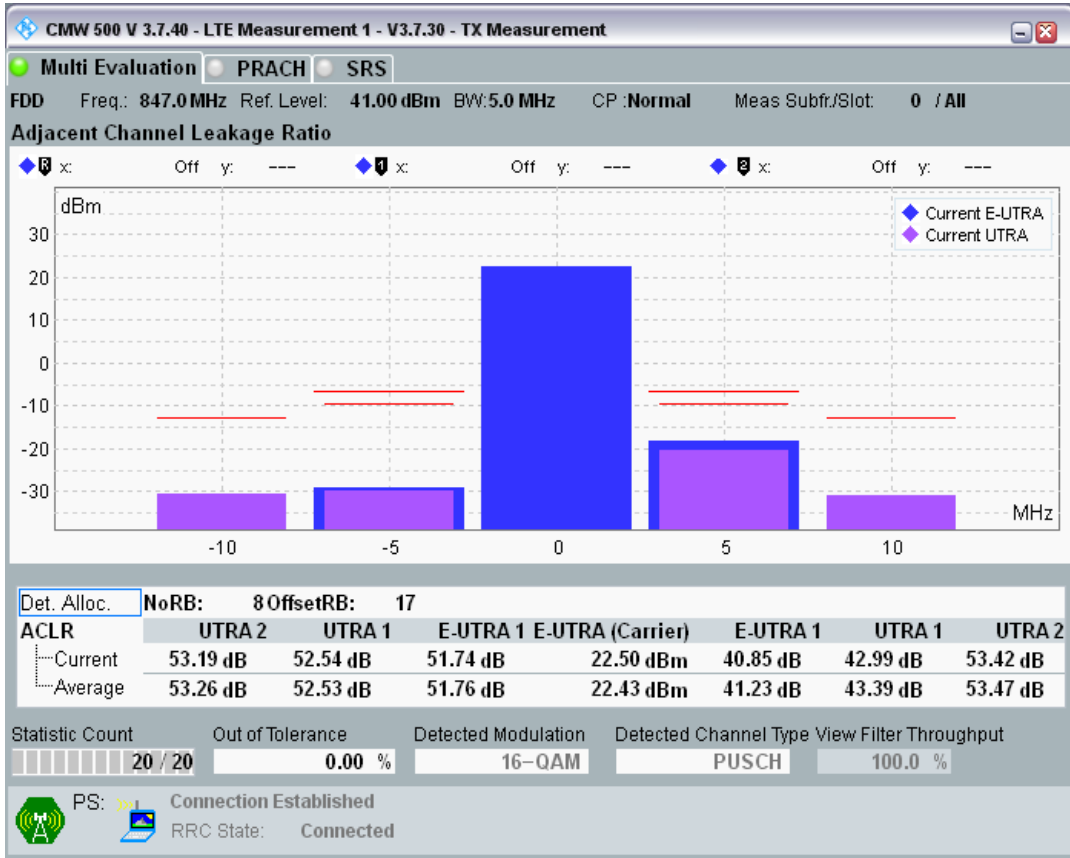 CMW 500 V 3.7.40 - LTE Measurement 1 - V3.7.30 - TX Measurement
Multi Evaluation PRACH SRS
FDD Freq.: 847.0 MHz Ref. Level: 41.00 dBm BW: 5.0 MHz CP :Normal Meas Subfr./Slot: 0 / All
Adjacent Channel Leakage Ratio
R x: Off y: --- 1 x: Off y: --- 2 x: Off y: ---
dBm
Current E-UTRA
Current UTRA
30
20
10
0
-10
-20
-30
MHz
-10 -5 0 5 10
Det. Alloc. NoRB: 8 OffsetRB: 17
ACLR UTRA 2 UTRA 1 E-UTRA 1 E-UTRA (Carrier) E-UTRA 1 UTRA 1 UTRA 2
Current 53.19 dB 52.54 dB 51.74 dB 22.50 dBm 40.85 dB 42.99 dB 53.42 dB
Average 53.26 dB 52.53 dB 51.76 dB 22.43 dBm 41.23 dB 43.39 dB 53.47 dB
Statistic Count Out of Tolerance Detected Modulation Detected Channel Type View Filter Throughput
20 / 20 0.00 % 16-QAM PUSCH 100.0 %
PS: Connection Established
RRC State: Connected